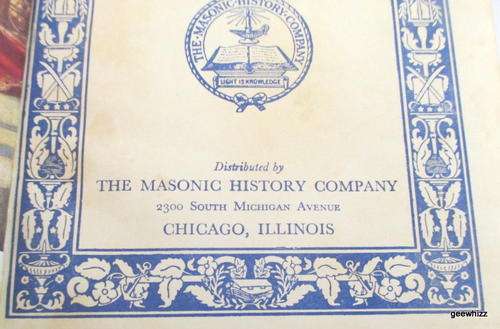 THE · MASONIC · HISTORY · COMPANY
LIGHT IS KNOWLEDGE
Distributed by
THE MASONIC HISTORY COMPANY
2300 SOUTH MICHIGAN AVENUE
CHICAGO, ILLINOIS
geewhizz